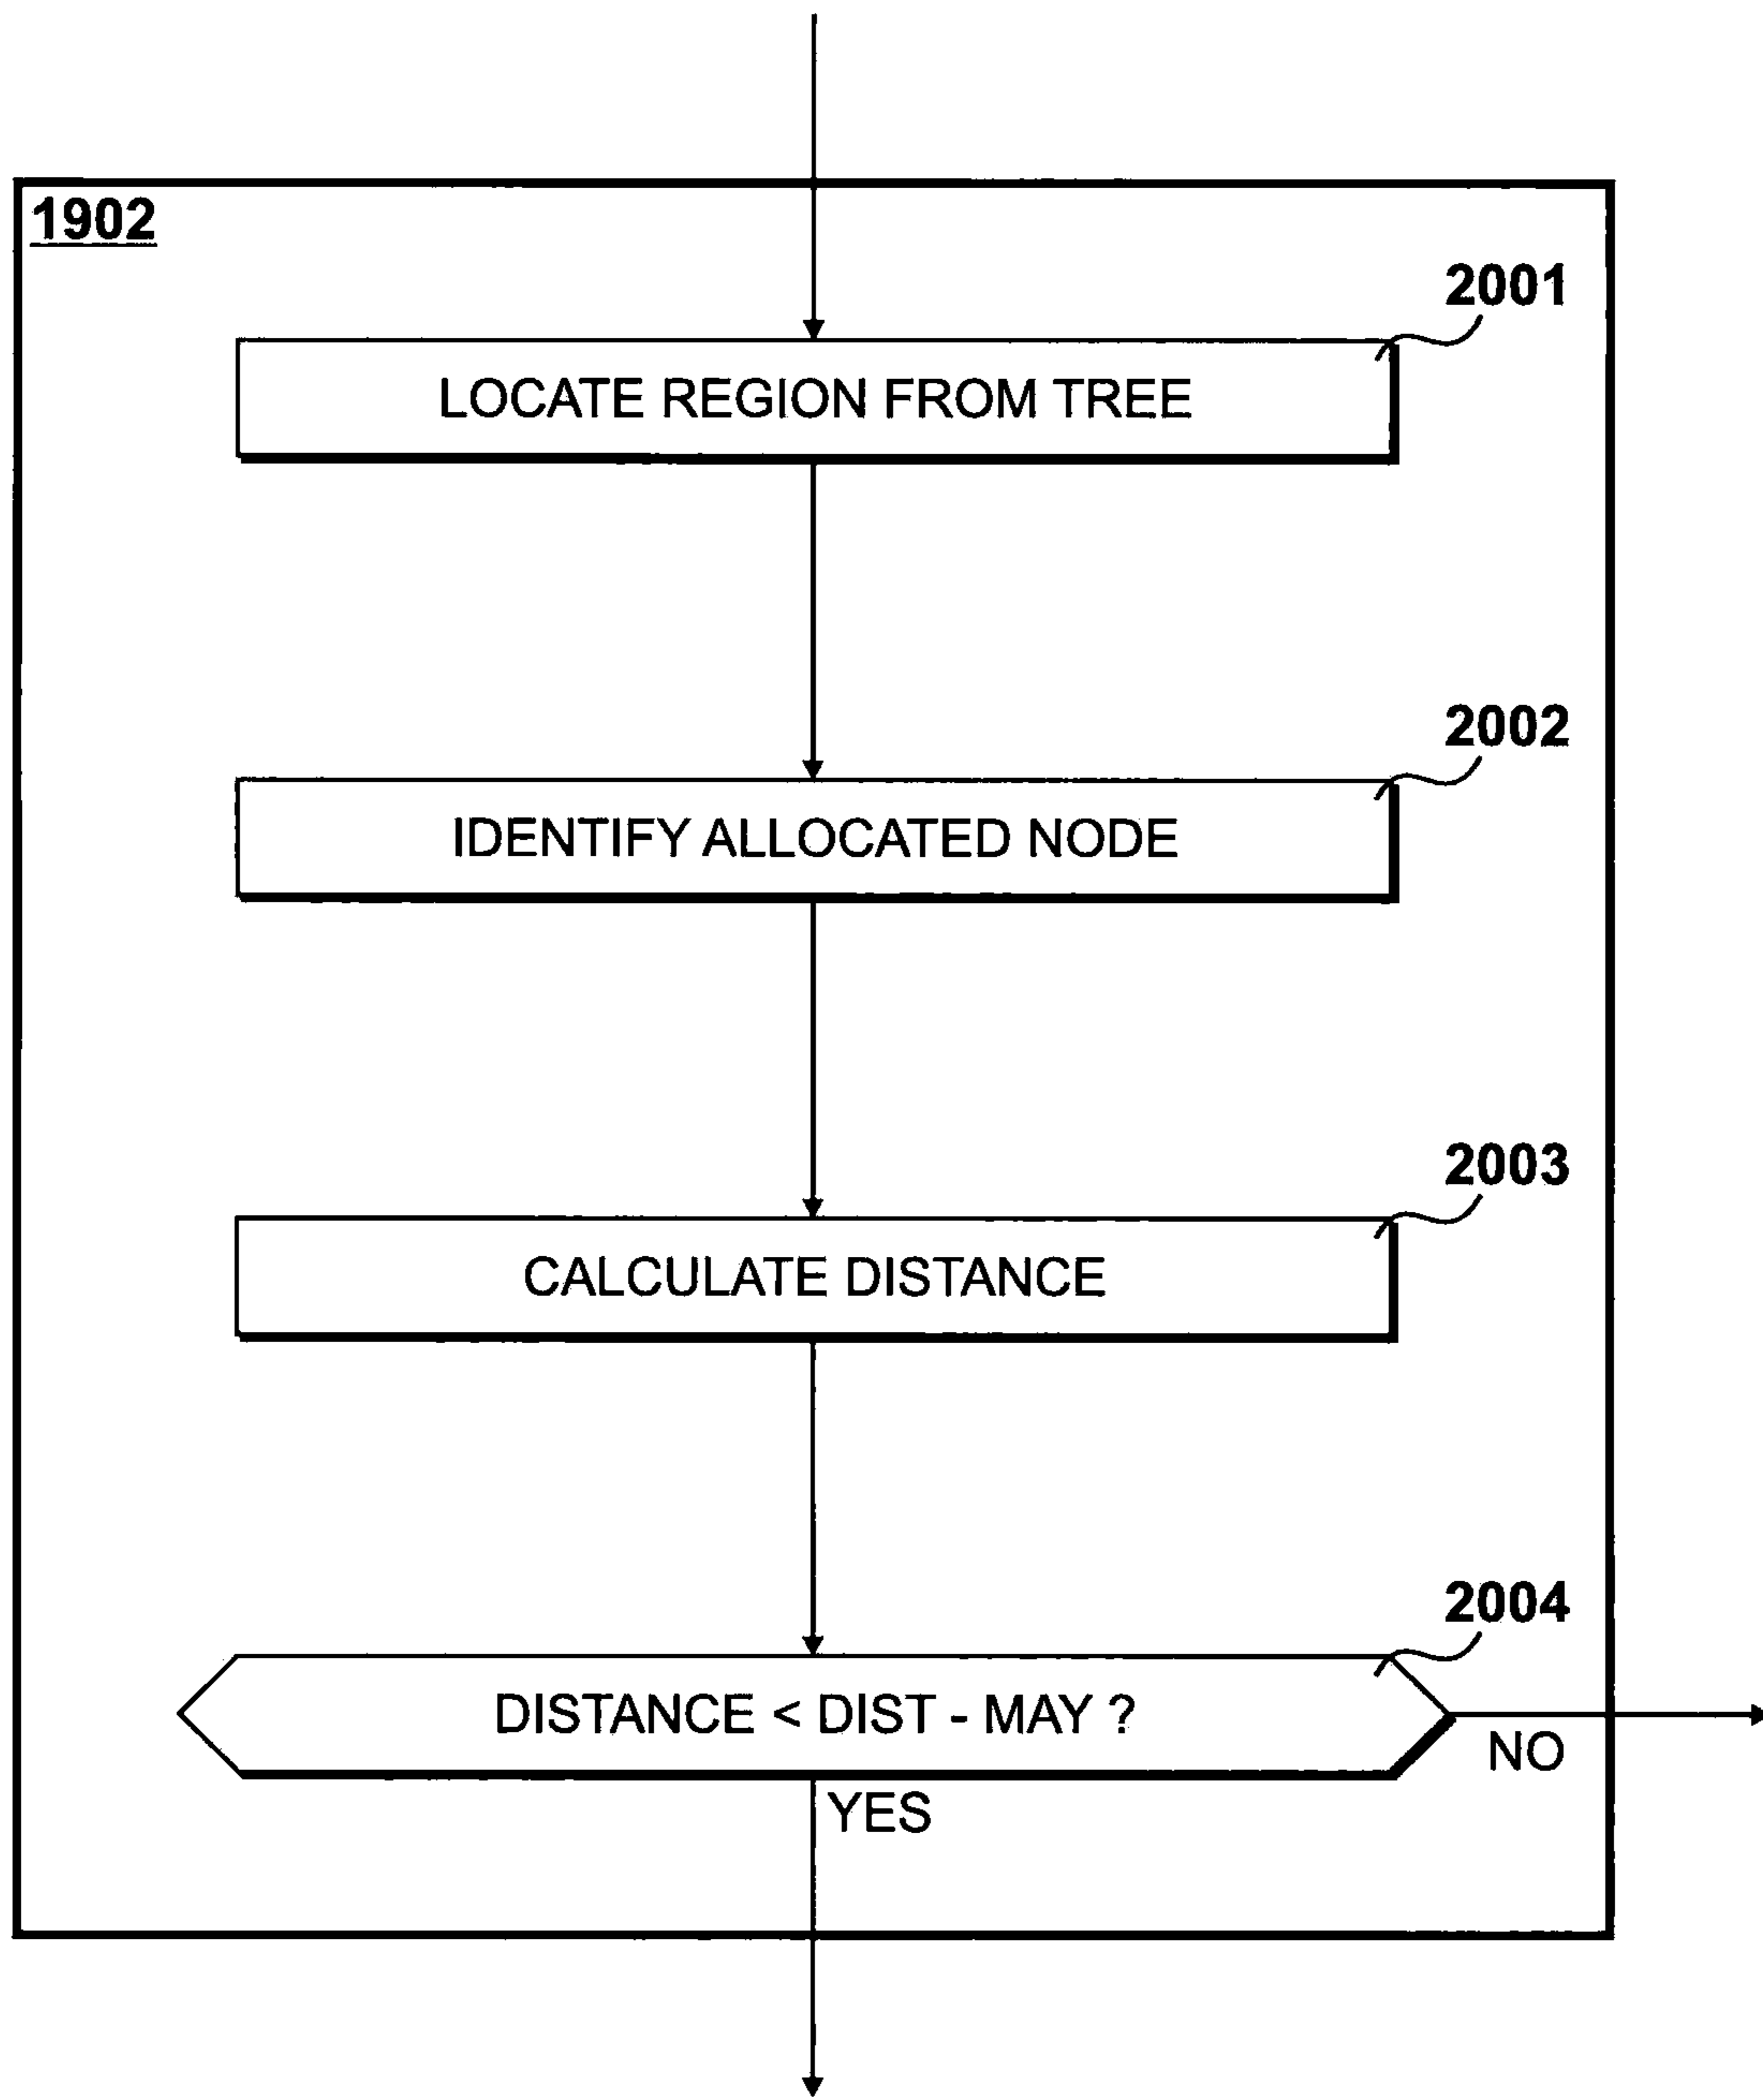 1902
2001
LOCATE REGION FROM TREE
2002
IDENTIFY ALLOCATED NODE
2003
CALCULATE DISTANCE
2004
DISTANCE < DIST - MAY ?
NO
YES